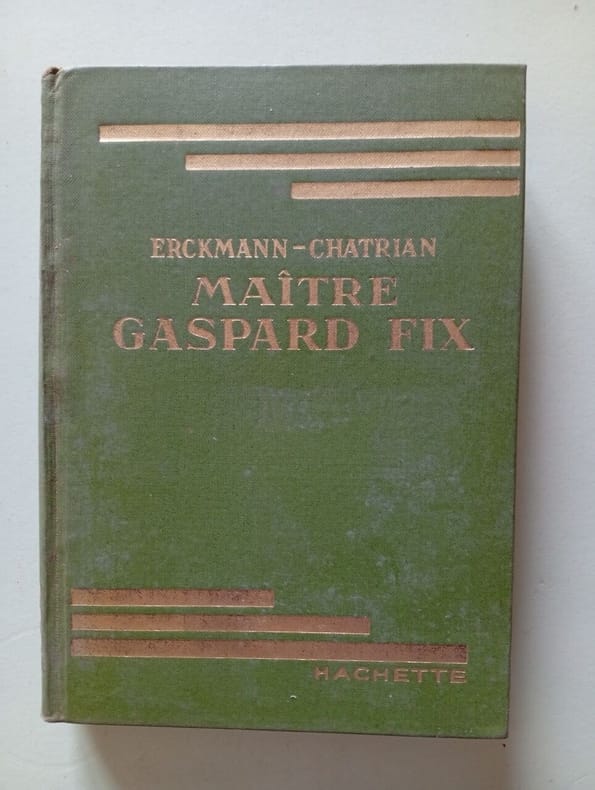 ERCKMANN-CHATRIAN
MAÎTRE
GASPARD FIX
HACHETTE